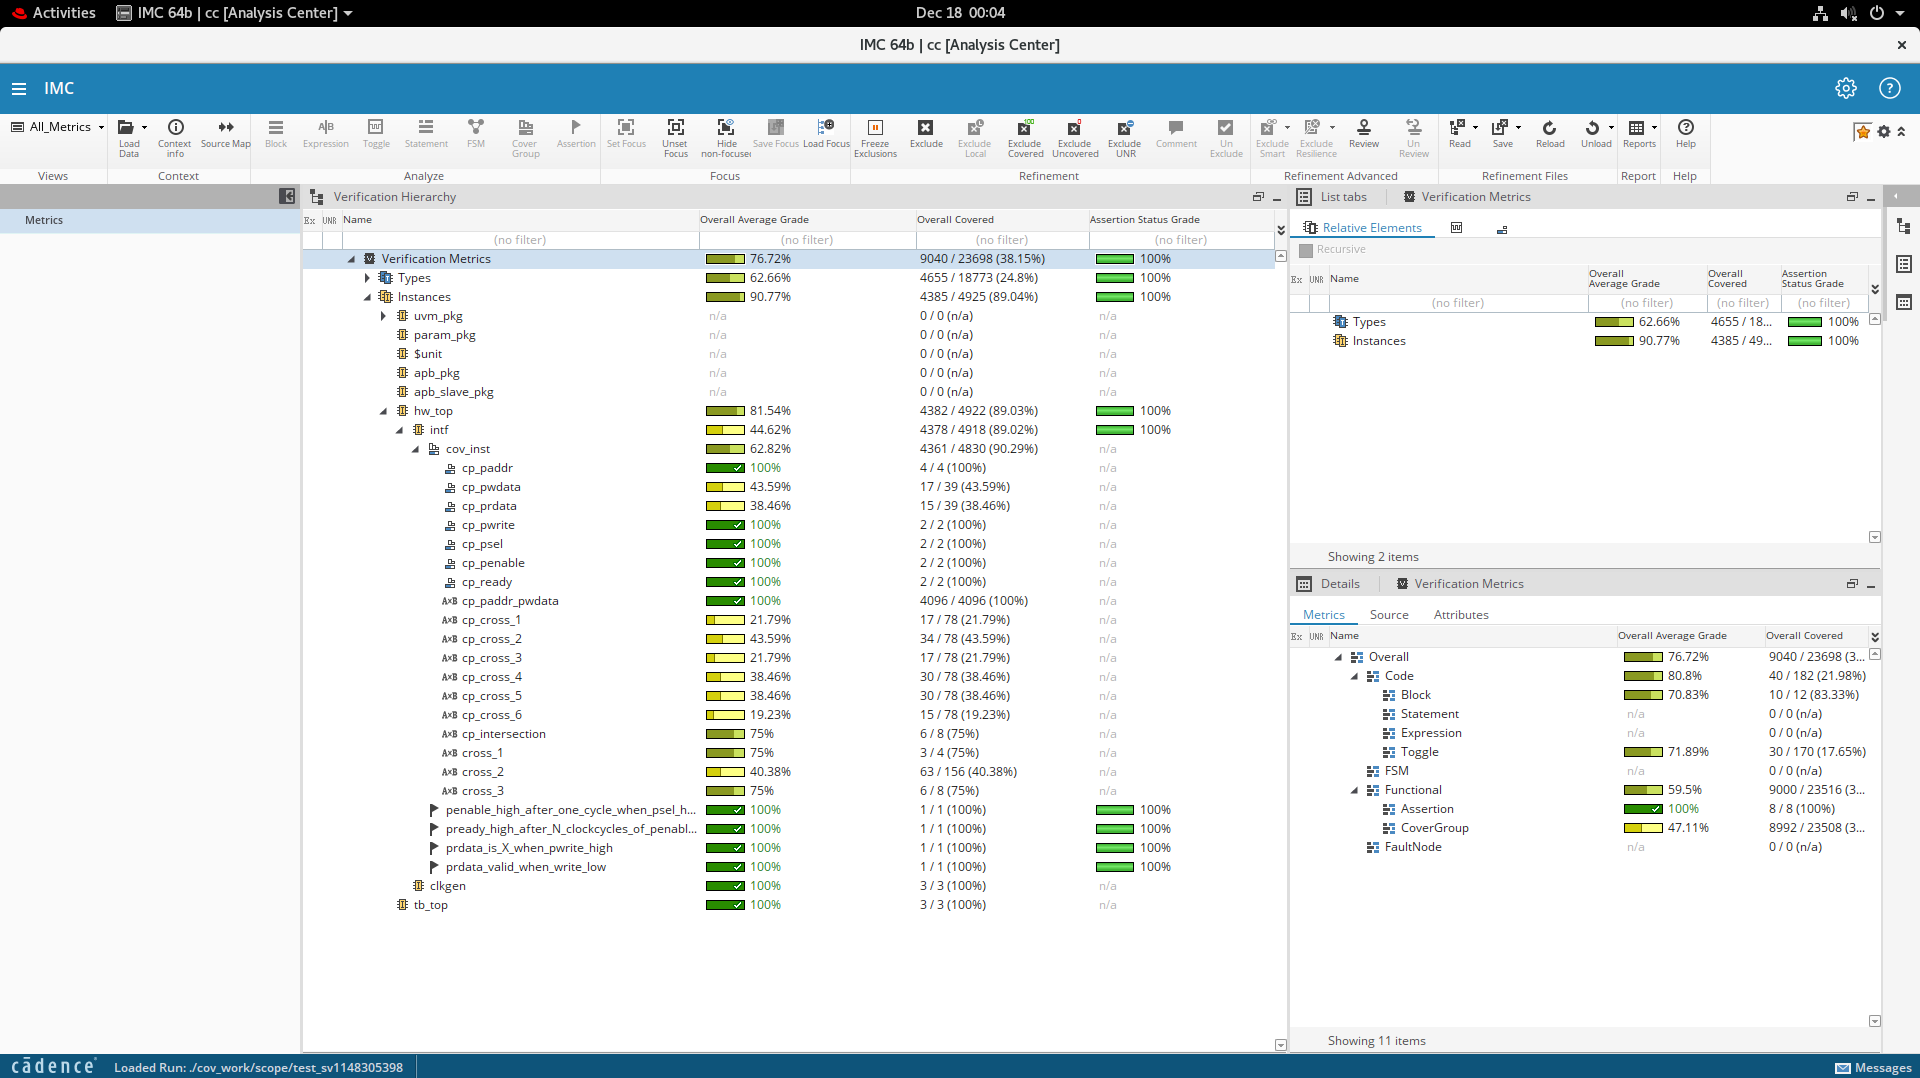 Activities IMC 64b | cc [Analysis Center] Dec 18 00:04
IMC 64b | cc [Analysis Center]
IMC
All_Metrics
Load Data
Context info
Source Map
Block
Expression
Toggle
Statement
FSM
Cover Group
Assertion
Set Focus
Unset Focus
Hide non-focused
Save Focus
Load Focus
Freeze Exclusions
Exclude
Exclude Local
Exclude Covered
Exclude Uncovered
Exclude UNR
Comment
Un Exclude
Exclude Smart
Exclude Resilience
Review
Un Review
Read
Save
Reload
Unload
Reports
Help
Views Context Analyze Focus Refinement Refinement Advanced Refinement Files Report Help
Metrics
Verification Hierarchy
Ex UNR Name Overall Average Grade Overall Covered Assertion Status Grade
(no filter) (no filter) (no filter) (no filter)
Verification Metrics 76.72% 9040 / 23698 (38.15%) 100%
Types 62.66% 4655 / 18773 (24.8%) 100%
Instances 90.77% 4385 / 4925 (89.04%) 100%
uvm_pkg n/a 0 / 0 (n/a)
param_pkg n/a 0 / 0 (n/a)
$unit n/a 0 / 0 (n/a)
apb_pkg n/a 0 / 0 (n/a)
apb_slave_pkg n/a 0 / 0 (n/a)
hw_top 81.54% 4382 / 4922 (89.03%) 100%
intf 44.62% 4378 / 4918 (89.02%) 100%
cov_inst 62.82% 4361 / 4830 (90.29%) n/a
cp_paddr 100% 4 / 4 (100%) n/a
cp_pwdata 43.59% 17 / 39 (43.59%) n/a
cp_prdata 38.46% 15 / 39 (38.46%) n/a
cp_pwrite 100% 2 / 2 (100%) n/a
cp_psel 100% 2 / 2 (100%) n/a
cp_penable 100% 2 / 2 (100%) n/a
cp_ready 100% 2 / 2 (100%) n/a
A×B cp_paddr_pwdata 100% 4096 / 4096 (100%) n/a
A×B cp_cross_1 21.79% 17 / 78 (21.79%) n/a
A×B cp_cross_2 43.59% 34 / 78 (43.59%) n/a
A×B cp_cross_3 21.79% 17 / 78 (21.79%) n/a
A×B cp_cross_4 38.46% 30 / 78 (38.46%) n/a
A×B cp_cross_5 38.46% 30 / 78 (38.46%) n/a
A×B cp_cross_6 19.23% 15 / 78 (19.23%) n/a
A×B cp_intersection 75% 6 / 8 (75%) n/a
A×B cross_1 75% 3 / 4 (75%) n/a
A×B cross_2 40.38% 63 / 156 (40.38%) n/a
A×B cross_3 75% 6 / 8 (75%) n/a
penable_high_after_one_cycle_when_psel_h... 100% 1 / 1 (100%) 100%
pready_high_after_N_clockcycles_of_penabl... 100% 1 / 1 (100%) 100%
prdata_is_X_when_pwrite_high 100% 1 / 1 (100%) 100%
prdata_valid_when_write_low 100% 1 / 1 (100%) 100%
clkgen 100% 3 / 3 (100%) n/a
tb_top 100% 3 / 3 (100%) n/a
List tabs Verification Metrics
Relative Elements
Recursive
Ex UNR Name Overall Average Grade Overall Covered Assertion Status Grade
(no filter) (no filter) (no filter) (no filter)
Types 62.66% 4655 / 18... 100%
Instances 90.77% 4385 / 49... 100%
Showing 2 items
Details Verification Metrics
Metrics Source Attributes
Ex UNR Name Overall Average Grade Overall Covered
Overall 76.72% 9040 / 23698 (3...
Code 80.8% 40 / 182 (21.98%)
Block 70.83% 10 / 12 (83.33%)
Statement n/a 0 / 0 (n/a)
Expression n/a 0 / 0 (n/a)
Toggle 71.89% 30 / 170 (17.65%)
FSM n/a 0 / 0 (n/a)
Functional 59.5% 9000 / 23516 (3...
Assertion 100% 8 / 8 (100%)
CoverGroup 47.11% 8992 / 23508 (3...
FaultNode n/a 0 / 0 (n/a)
Showing 11 items
cādence Loaded Run: ./cov_work/scope/test_sv1148305398 Messages